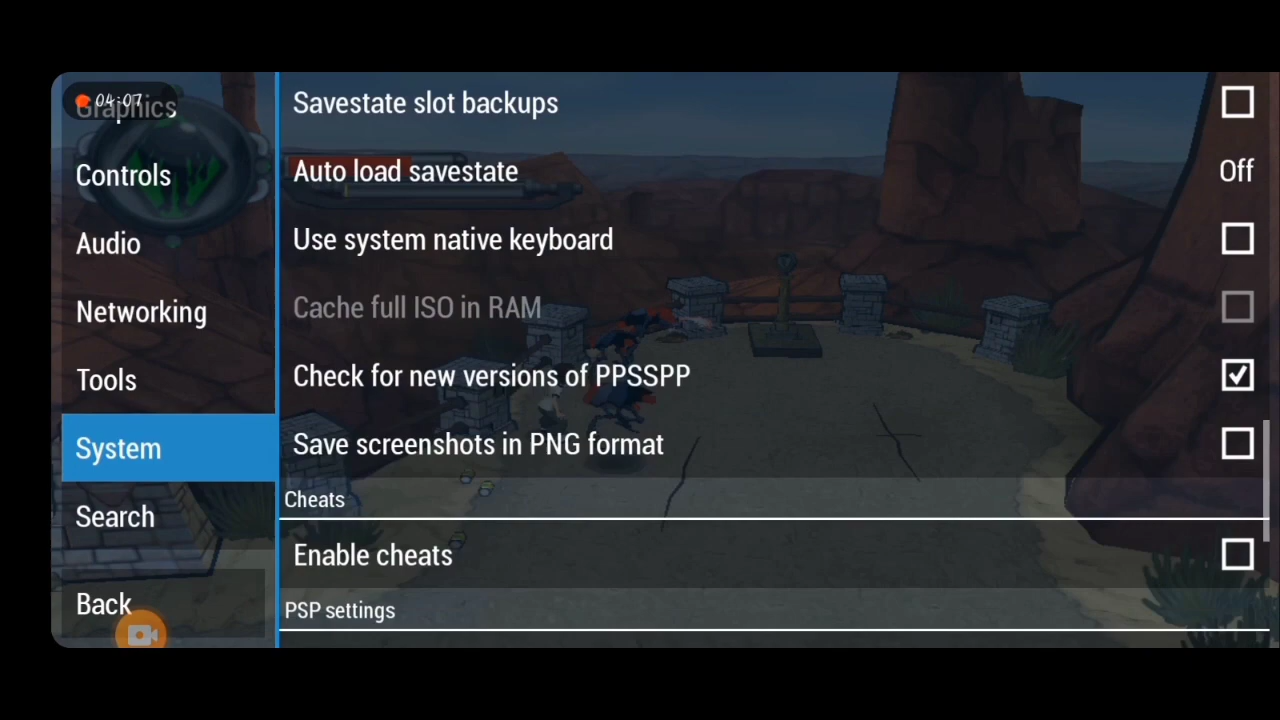 04:07
Graphics
Controls
Audio
Networking
Tools
System
Search
Back
Savestate slot backups
Auto load savestate Off
Use system native keyboard
Cache full ISO in RAM
Check for new versions of PPSSPP
Save screenshots in PNG format
Cheats
Enable cheats
PSP settings